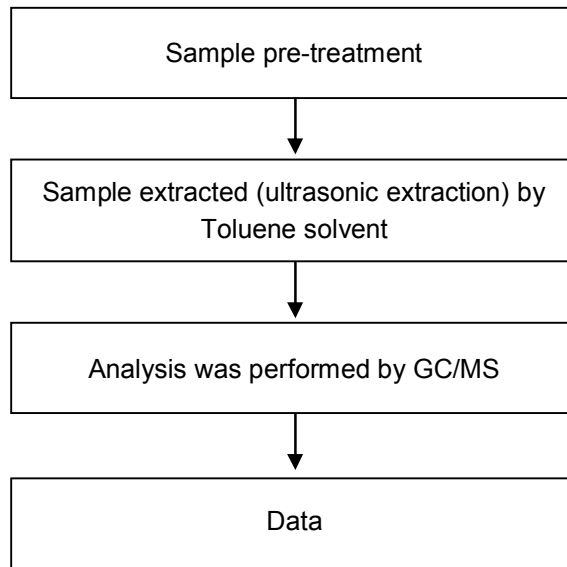 Sample pre-treatment
Sample extracted (ultrasonic extraction) by
Toluene solvent
Analysis was performed by GC/MS
Data